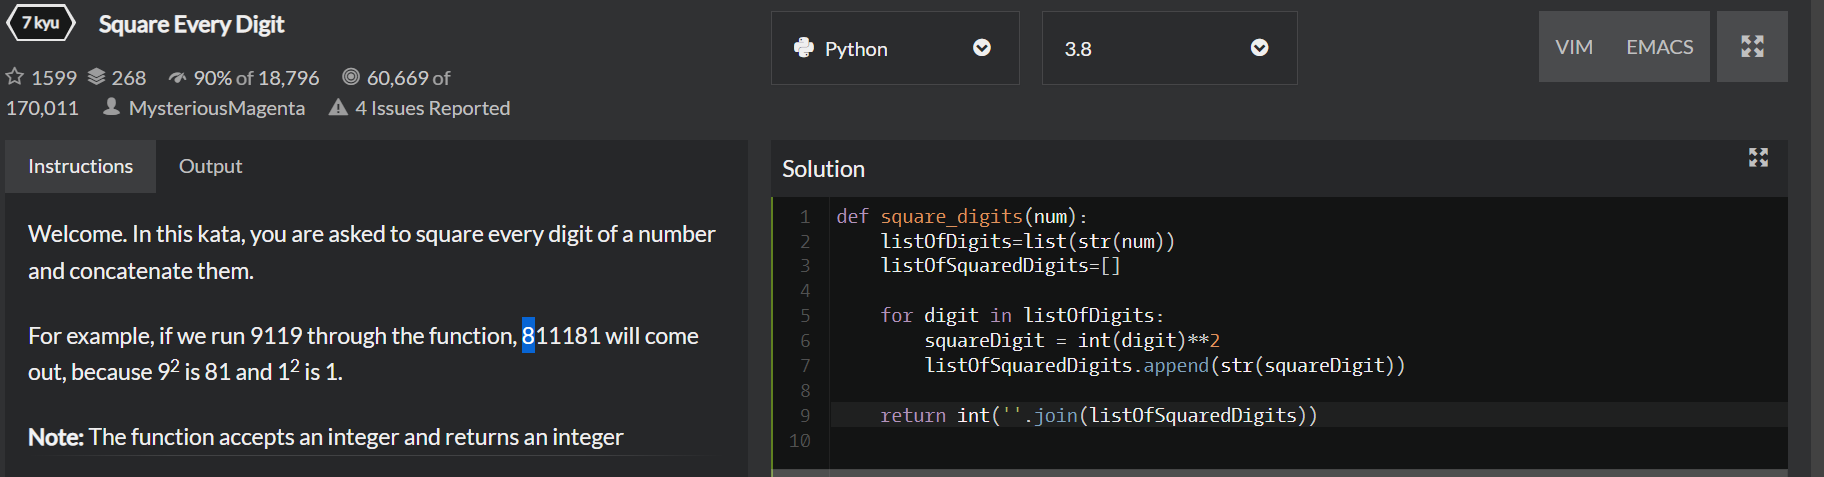 7 kyu Square Every Digit
1599 268 90% of 18,796 60,669 of
170,011 MysteriousMagenta 4 Issues Reported
Python
3.8
VIM EMACS
Instructions Output
Welcome. In this kata, you are asked to square every digit of a number
and concatenate them.
For example, if we run 9119 through the function, 811181 will come
out, because 9² is 81 and 1² is 1.
Note: The function accepts an integer and returns an integer
Solution
1 def square_digits(num):
2     listOfDigits=list(str(num))
3     listOfSquaredDigits=[]
4
5     for digit in listOfDigits:
6         squareDigit = int(digit)**2
7         listOfSquaredDigits.append(str(squareDigit))
8
9     return int(''.join(listOfSquaredDigits))
10